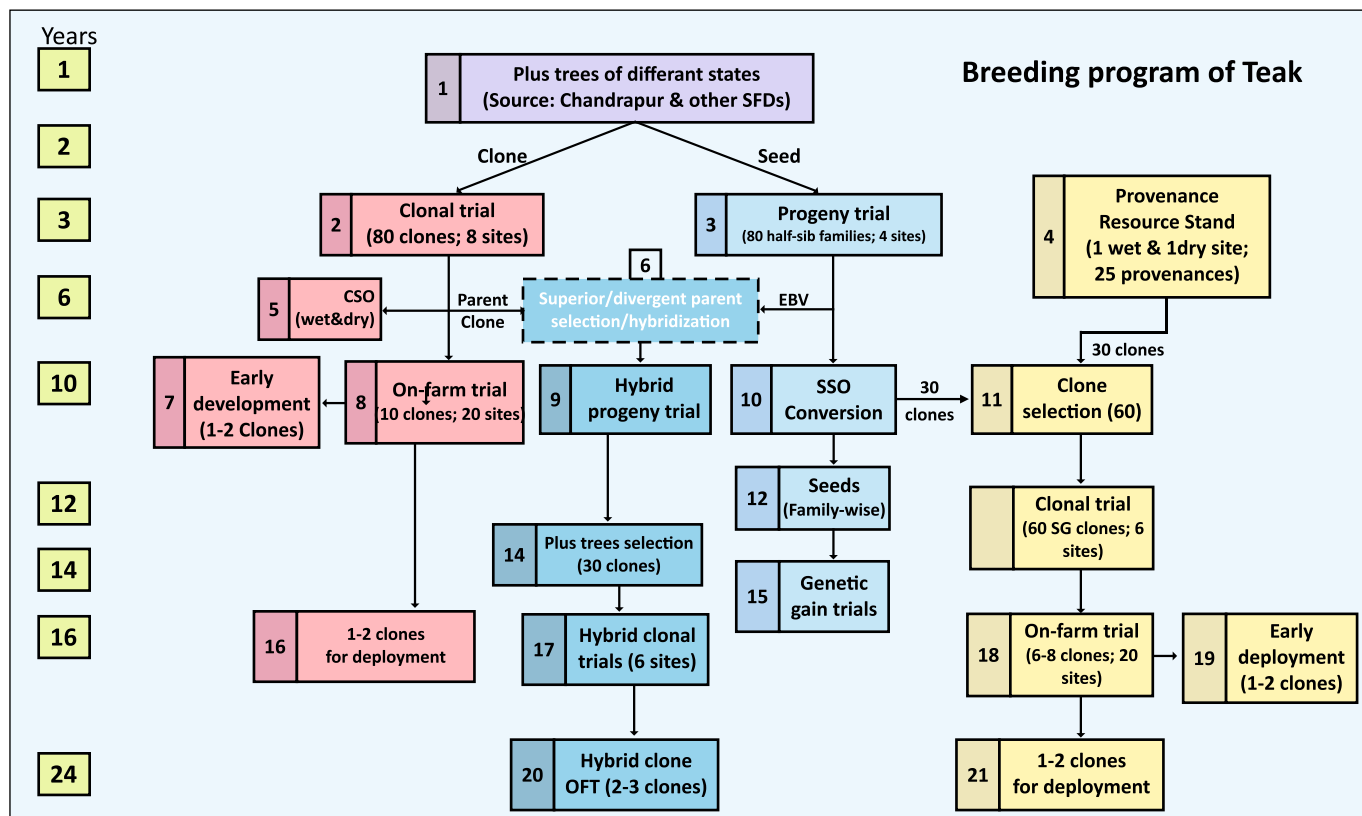 Years
1
1
Plus trees of differant states
(Source: Chandrapur & other SFDs)
Breeding program of Teak
2
Clone
Seed
3
2
Clonal trial
(80 clones; 8 sites)
3
Progeny trial
(80 half-sib families; 4 sites)
4
Provenance
Resource Stand
(1 wet & 1dry site;
25 provenances)
6
5
CSO
(wet&dry)
Parent
Clone
6
Superior/divergent parent
selection/hybridization
EBV
30 clones
10
7
Early
development
(1-2 Clones)
8
On-farm trial
(10 clones; 20 sites)
9
Hybrid
progeny trial
10
SSO
Conversion
30
clones
11
Clone
selection (60)
12
12
Seeds
(Family-wise)
Clonal trial
(60 SG clones; 6
sites)
14
14
Plus trees selection
(30 clones)
15
Genetic
gain trials
16
16
1-2 clones
for deployment
17
Hybrid clonal
trials (6 sites)
18
On-farm trial
(6-8 clones; 20
sites)
19
Early
deployment
(1-2 clones)
24
20
Hybrid clone
OFT (2-3 clones)
21
1-2 clones
for deployment